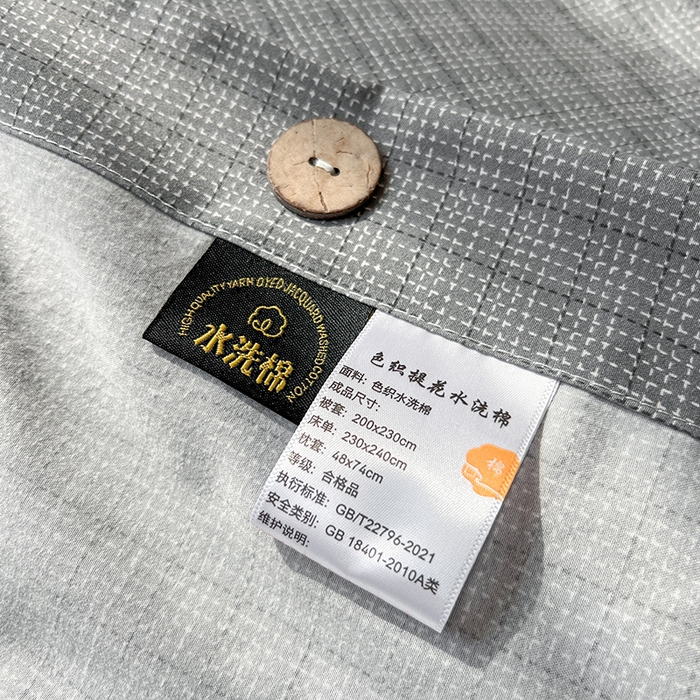 HIGH QUALITY YARN DYED JACQUARD WASHED COTTON
水洗棉
色织提花水洗棉
面料: 色织水洗棉
成品尺寸:
被套: 200x230cm
床单: 230x240cm
枕套: 48x74cm
等级: 合格品
执行标准: GB/T22796-2021
安全类别: GB 18401-2010A类
维护说明:
棉